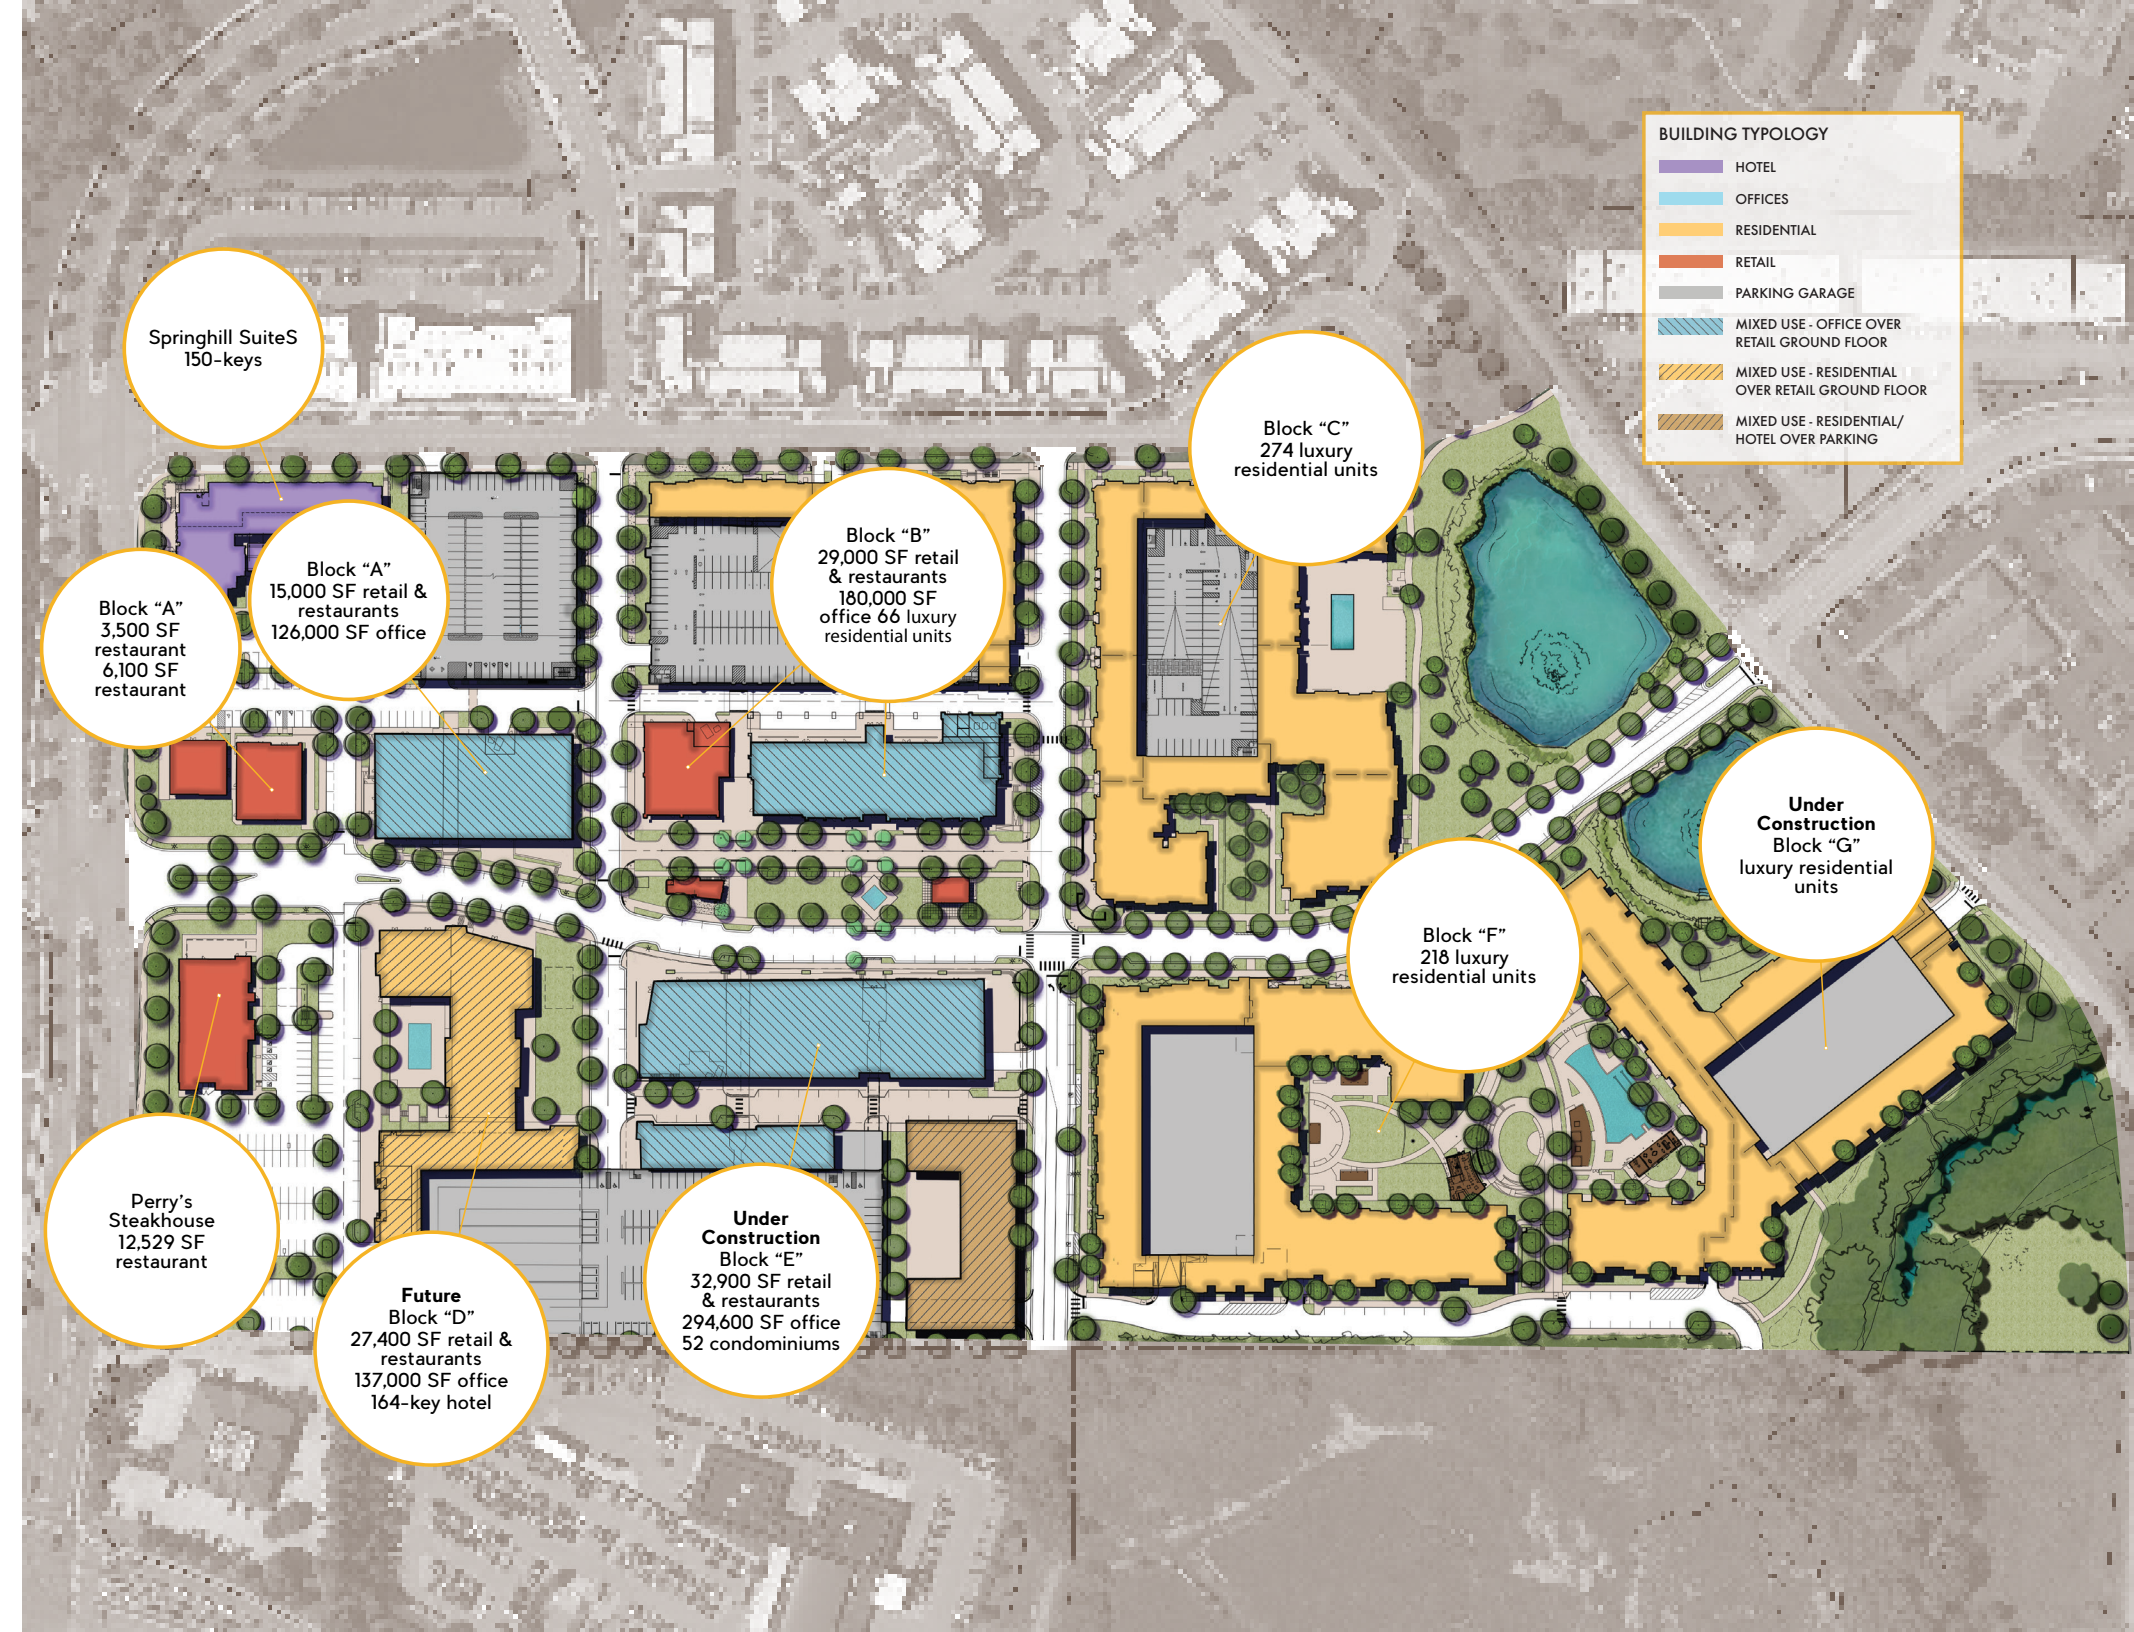 BUILDING TYPOLOGY
HOTEL
OFFICES
RESIDENTIAL
RETAIL
PARKING GARAGE
MIXED USE - OFFICE OVER
RETAIL GROUND FLOOR
MIXED USE - RESIDENTIAL
OVER RETAIL GROUND FLOOR
MIXED USE - RESIDENTIAL/
HOTEL OVER PARKING
Springhill SuiteS
150-keys
Block “C”
274 luxury
residential units
Block “B”
29,000 SF retail
& restaurants
180,000 SF
office 66 luxury
residential units
Block “A”
15,000 SF retail &
restaurants
126,000 SF office
Block “A”
3,500 SF
restaurant
6,100 SF
restaurant
Under
Construction
Block “G”
luxury residential
units
Block “F”
218 luxury
residential units
Perry’s
Steakhouse
12,529 SF
restaurant
Future
Block “D”
27,400 SF retail &
restaurants
137,000 SF office
164-key hotel
Under
Construction
Block “E”
32,900 SF retail
& restaurants
294,600 SF office
52 condominiums